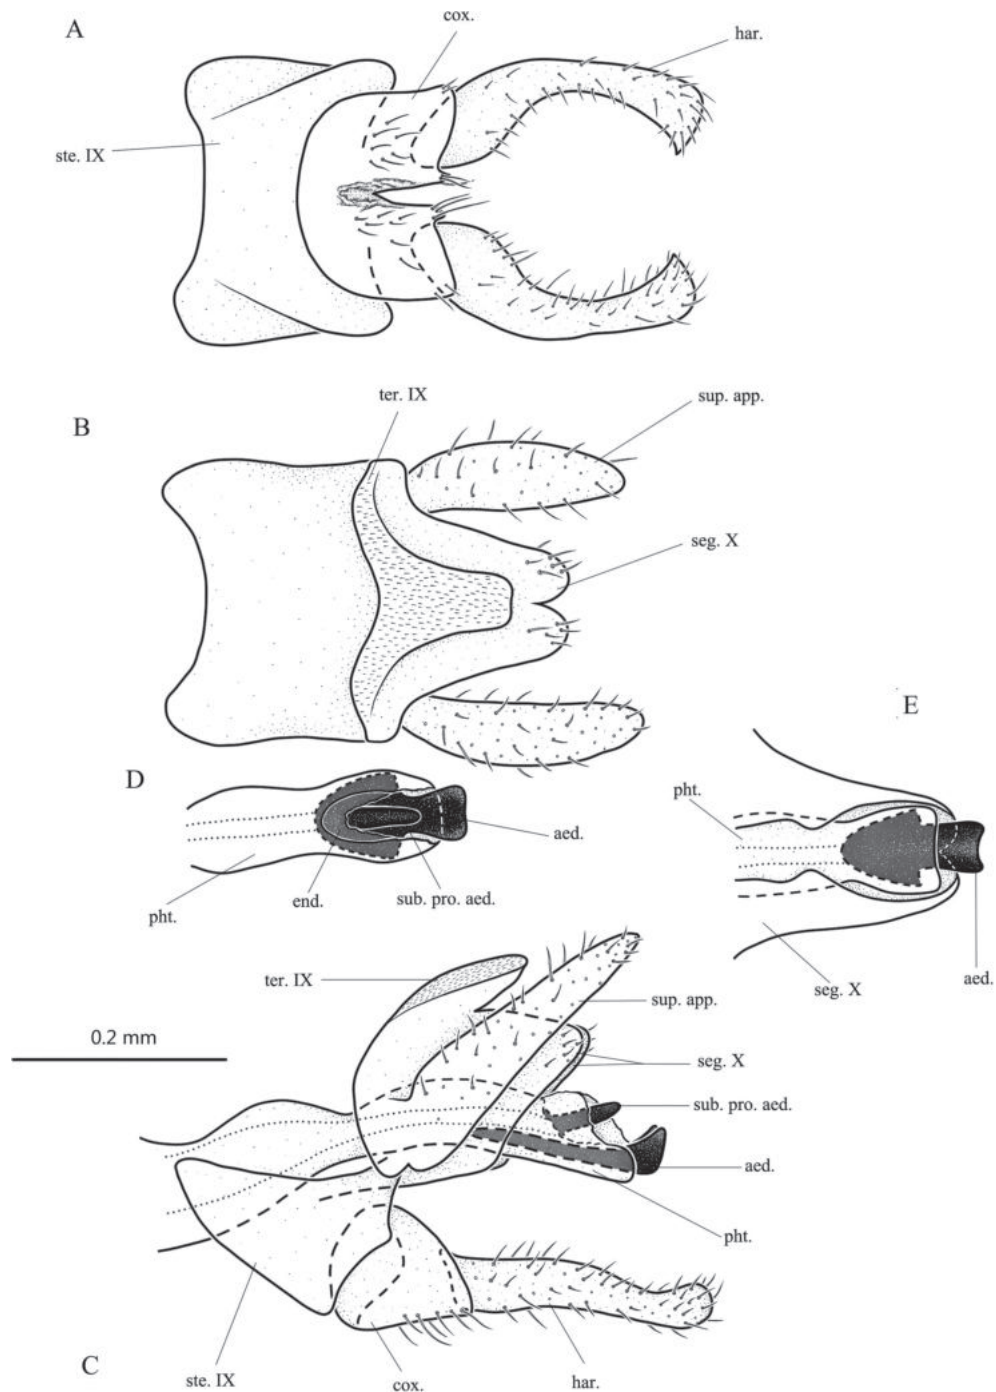 A
cox.
har.
ste. IX
B
ter. IX
sup. app.
seg. X
E
D
pht.
aed.
pht.
end.
sub. pro. aed.
seg. X
aed.
ter. IX
sup. app.
0.2 mm
seg. X
sub. pro. aed.
aed.
pht.
C
ste. IX
cox.
har.